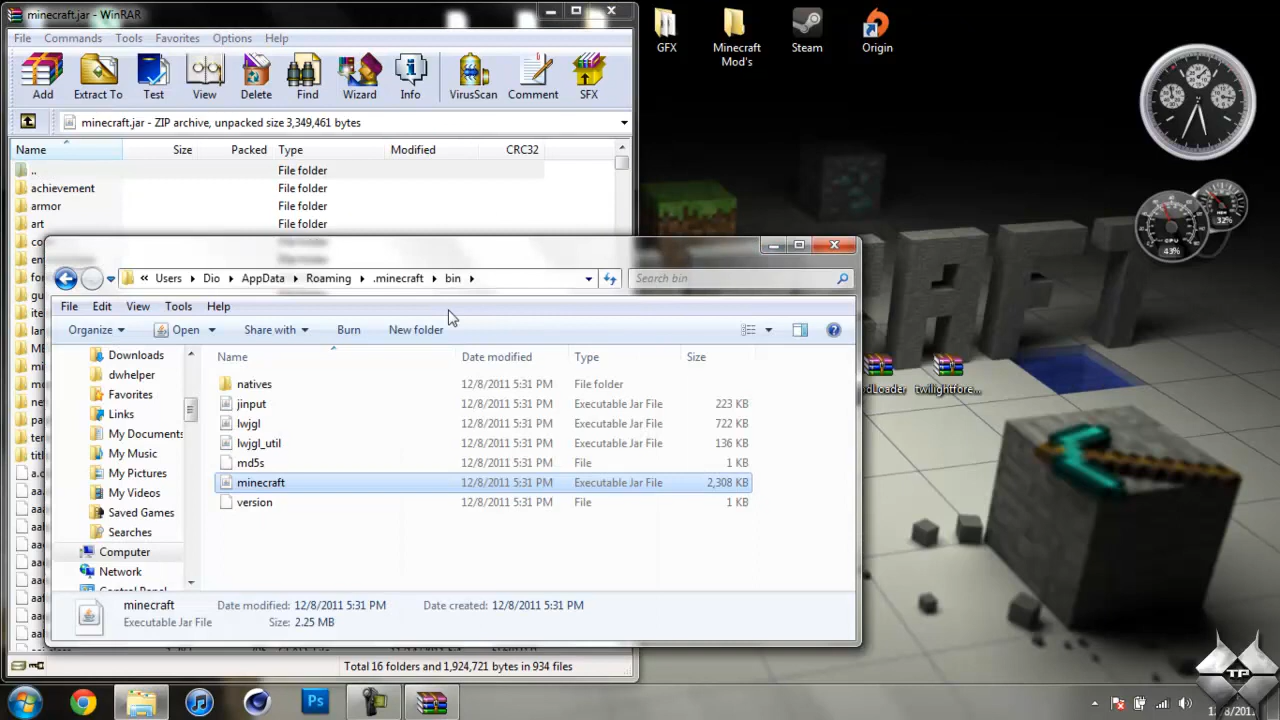 minecraft.jar - WinRAR
File Commands Tools Favorites Options Help
Add Extract To Test View Delete Find Wizard Info VirusScan Comment SFX
minecraft.jar - ZIP archive, unpacked size 3,349,461 bytes
Name Size Packed Type Modified CRC32
.. File folder
achievement File folder
armor File folder
art File folder
GFX
Minecraft Mod's
Steam
Origin
32%
43%
« Users Dio AppData Roaming .minecraft bin
Search bin
File Edit View Tools Help
Organize Open Share with Burn New folder
Name Date modified Type Size
Downloads
dwhelper
Favorites
Links
My Documents
My Music
My Pictures
My Videos
Saved Games
Searches
Computer
Network
natives 12/8/2011 5:31 PM File folder
jinput 12/8/2011 5:31 PM Executable Jar File 223 KB
lwjgl 12/8/2011 5:31 PM Executable Jar File 722 KB
lwjgl_util 12/8/2011 5:31 PM Executable Jar File 136 KB
md5s 12/8/2011 5:31 PM File 1 KB
minecraft 12/8/2011 5:31 PM Executable Jar File 2,308 KB
version 12/8/2011 5:31 PM File 1 KB
minecraft Date modified: 12/8/2011 5:31 PM Date created: 12/8/2011 5:31 PM
Executable Jar File Size: 2.25 MB
Total 16 folders and 1,924,721 bytes in 934 files
dLoader
twilightfore...
RAFT
Ps
TP
12/8/201